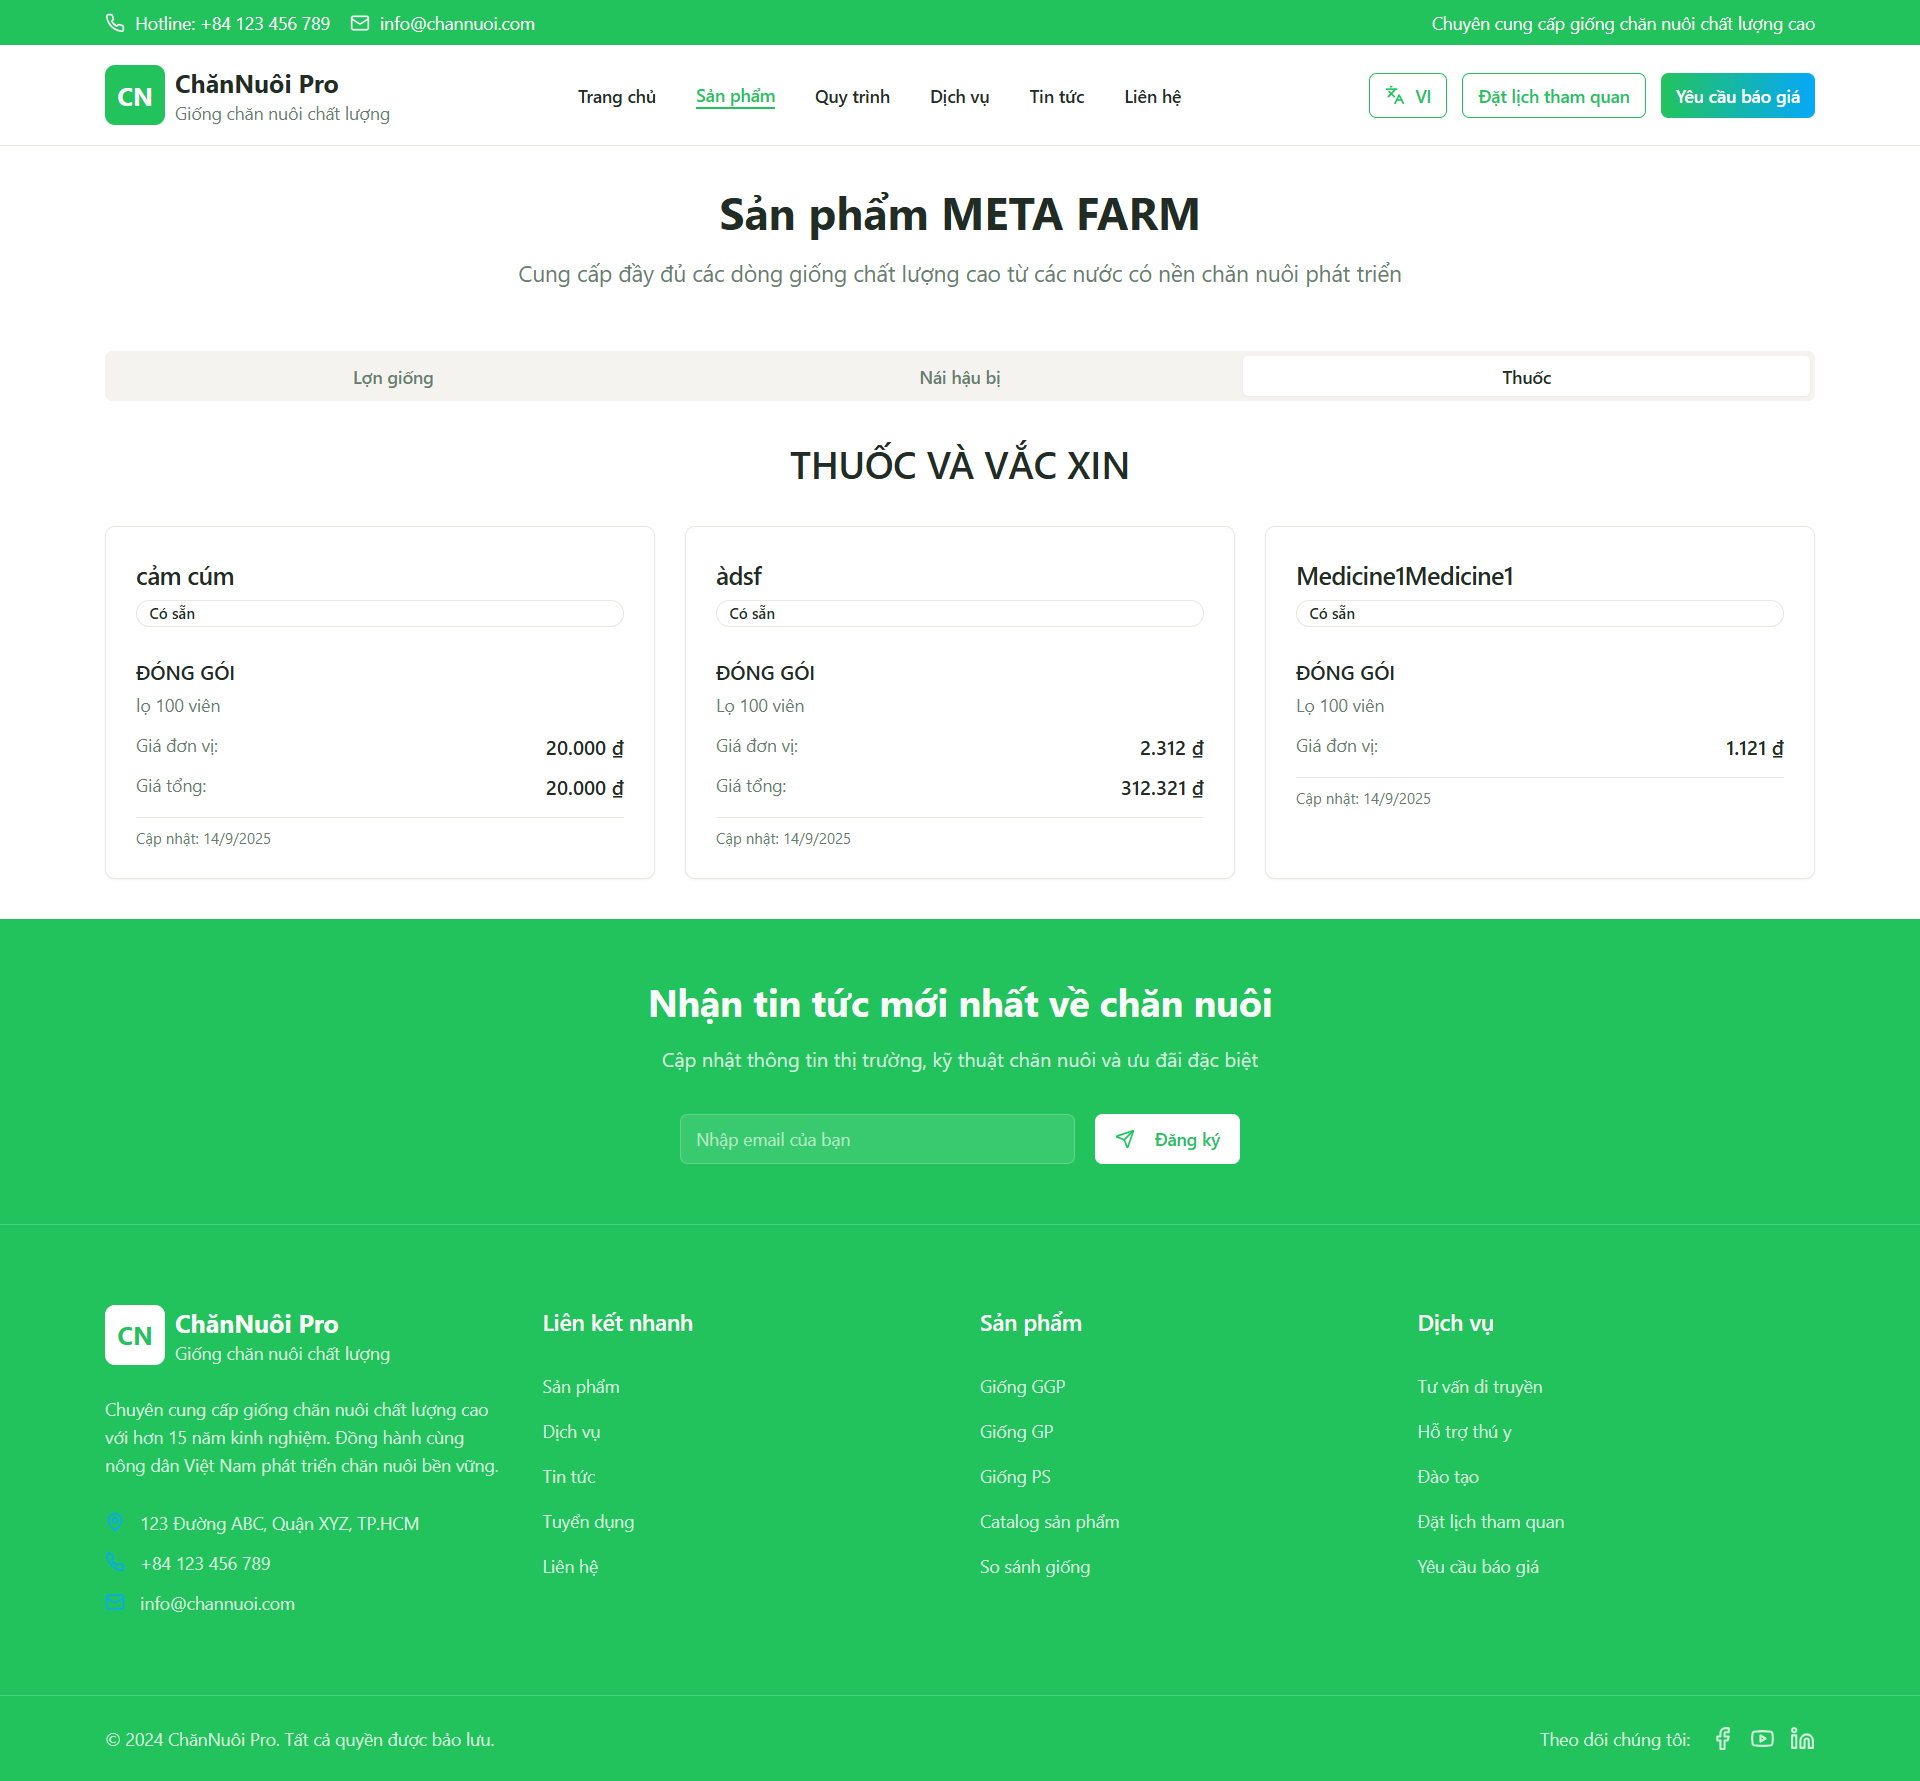 Hotline: +84 123 456 789
info@channuoi.com
Chuyên cung cấp giống chăn nuôi chất lượng cao
CN
ChănNuôi Pro
Giống chăn nuôi chất lượng
Trang chủ
Sản phẩm
Quy trình
Dịch vụ
Tin tức
Liên hệ
VI
Đặt lịch tham quan
Yêu cầu báo giá
Sản phẩm META FARM
Cung cấp đầy đủ các dòng giống chất lượng cao từ các nước có nền chăn nuôi phát triển
Lợn giống
Nái hậu bị
Thuốc
THUỐC VÀ VẮC XIN
cảm cúm
Có sẵn
ĐÓNG GÓI
lọ 100 viên
Giá đơn vị:
20.000 ₫
Giá tổng:
20.000 ₫
Cập nhật: 14/9/2025
àdsf
Có sẵn
ĐÓNG GÓI
Lọ 100 viên
Giá đơn vị:
2.312 ₫
Giá tổng:
312.321 ₫
Cập nhật: 14/9/2025
Medicine1Medicine1
Có sẵn
ĐÓNG GÓI
Lọ 100 viên
Giá đơn vị:
1.121 ₫
Cập nhật: 14/9/2025
Nhận tin tức mới nhất về chăn nuôi
Cập nhật thông tin thị trường, kỹ thuật chăn nuôi và ưu đãi đặc biệt
Nhập email của bạn
Đăng ký
CN
ChănNuôi Pro
Giống chăn nuôi chất lượng
Chuyên cung cấp giống chăn nuôi chất lượng cao
với hơn 15 năm kinh nghiệm. Đồng hành cùng
nông dân Việt Nam phát triển chăn nuôi bền vững.
123 Đường ABC, Quận XYZ, TP.HCM
+84 123 456 789
info@channuoi.com
Liên kết nhanh
Sản phẩm
Dịch vụ
Tin tức
Tuyển dụng
Liên hệ
Sản phẩm
Giống GGP
Giống GP
Giống PS
Catalog sản phẩm
So sánh giống
Dịch vụ
Tư vấn di truyền
Hỗ trợ thú y
Đào tạo
Đặt lịch tham quan
Yêu cầu báo giá
© 2024 ChănNuôi Pro. Tất cả quyền được bảo lưu.
Theo dõi chúng tôi: